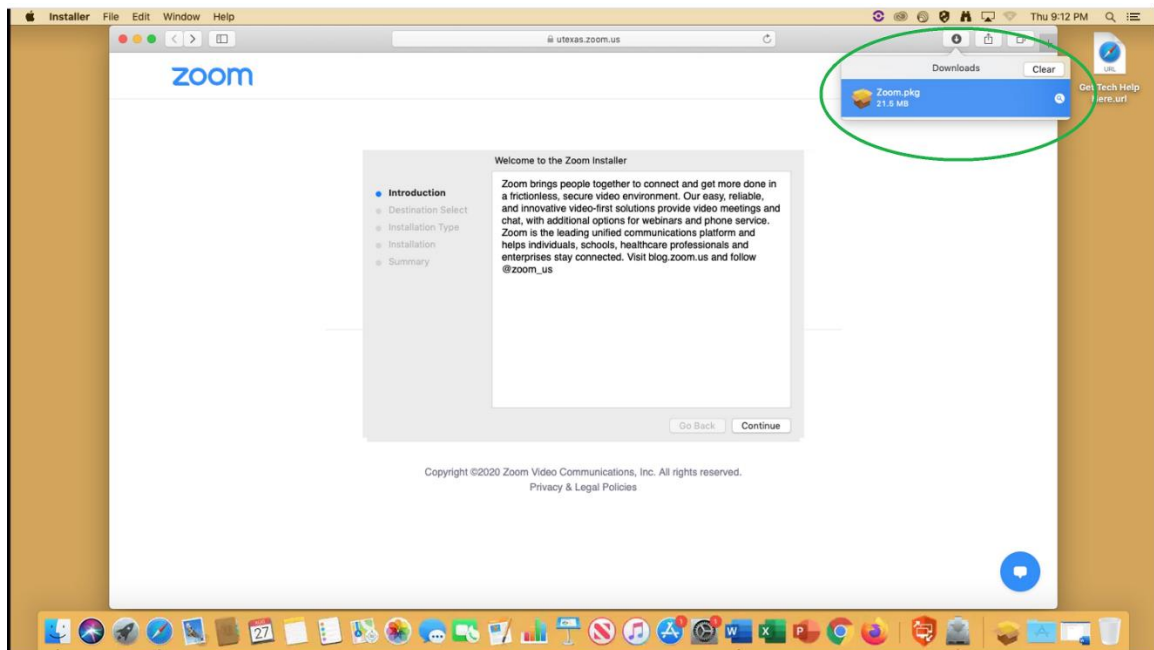 Installer File Edit Window Help
Thu 9:12 PM
utexas.zoom.us
zoom
Downloads
Clear
Zoom.pkg
21.5 MB
URL
Get Tech Help
Here.url
Welcome to the Zoom Installer
Introduction
Destination Select
Installation Type
Installation
Summary
Zoom brings people together to connect and get more done in
a frictionless, secure video environment. Our easy, reliable,
and innovative video-first solutions provide video meetings and
chat, with additional options for webinars and phone service.
Zoom is the leading unified communications platform and
helps individuals, schools, healthcare professionals and
enterprises stay connected. Visit blog.zoom.us and follow
@zoom_us
Go Back
Continue
Copyright ©2020 Zoom Video Communications, Inc. All rights reserved.
Privacy & Legal Policies
27